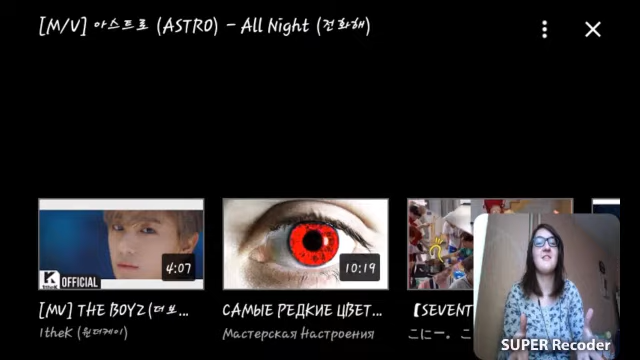 [M/V] 아스트로 (ASTRO) - All Night (전화해)
4:07
10:19
K
1theK
OFFICIAL
[MV] THE BOYZ(더보...
САМЫЕ РЕДКИЕ ЦВЕТ...
【SEVENT
1theK (원더케이)
Мастерская Настроения
こにー。こ
SUPER Recoder